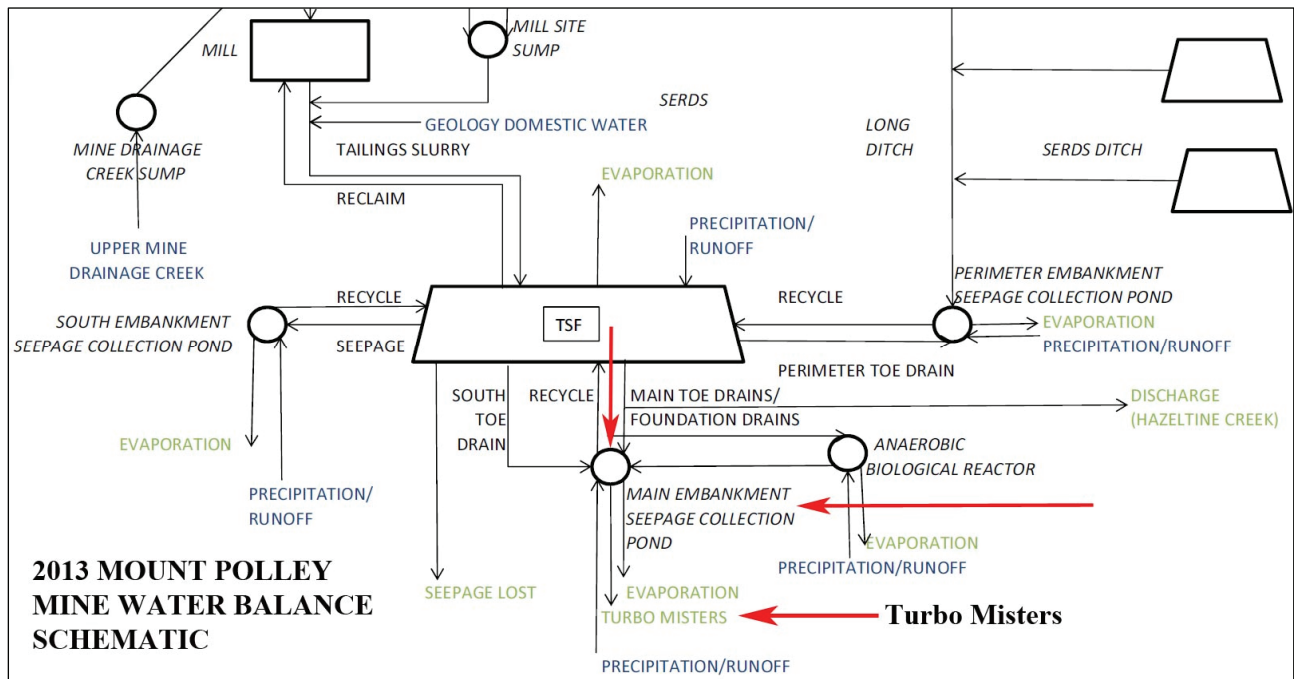 MILL
MILL SITE
SUMP
SERDS
GEOLOGY DOMESTIC WATER
LONG
DITCH
MINE DRAINAGE
CREEK SUMP
TAILINGS SLURRY
SERDS DITCH
EVAPORATION
RECLAIM
UPPER MINE
DRAINAGE CREEK
PRECIPITATION/
RUNOFF
PERIMETER EMBANKMENT
SEEPAGE COLLECTION POND
RECYCLE
RECYCLE
SOUTH EMBANKMENT
SEEPAGE COLLECTION POND
TSF
EVAPORATION
SEEPAGE
PRECIPITATION/RUNOFF
PERIMETER TOE DRAIN
SOUTH
TOE
DRAIN
RECYCLE
MAIN TOE DRAINS/
FOUNDATION DRAINS
DISCHARGE
(HAZELTINE CREEK)
EVAPORATION
ANAEROBIC
BIOLOGICAL REACTOR
PRECIPITATION/
RUNOFF
MAIN EMBANKMENT
SEEPAGE COLLECTION
POND
EVAPORATION
PRECIPITATION/RUNOFF
2013 MOUNT POLLEY
MINE WATER BALANCE
SCHEMATIC
SEEPAGE LOST
EVAPORATION
TURBO MISTERS
Turbo Misters
PRECIPITATION/RUNOFF